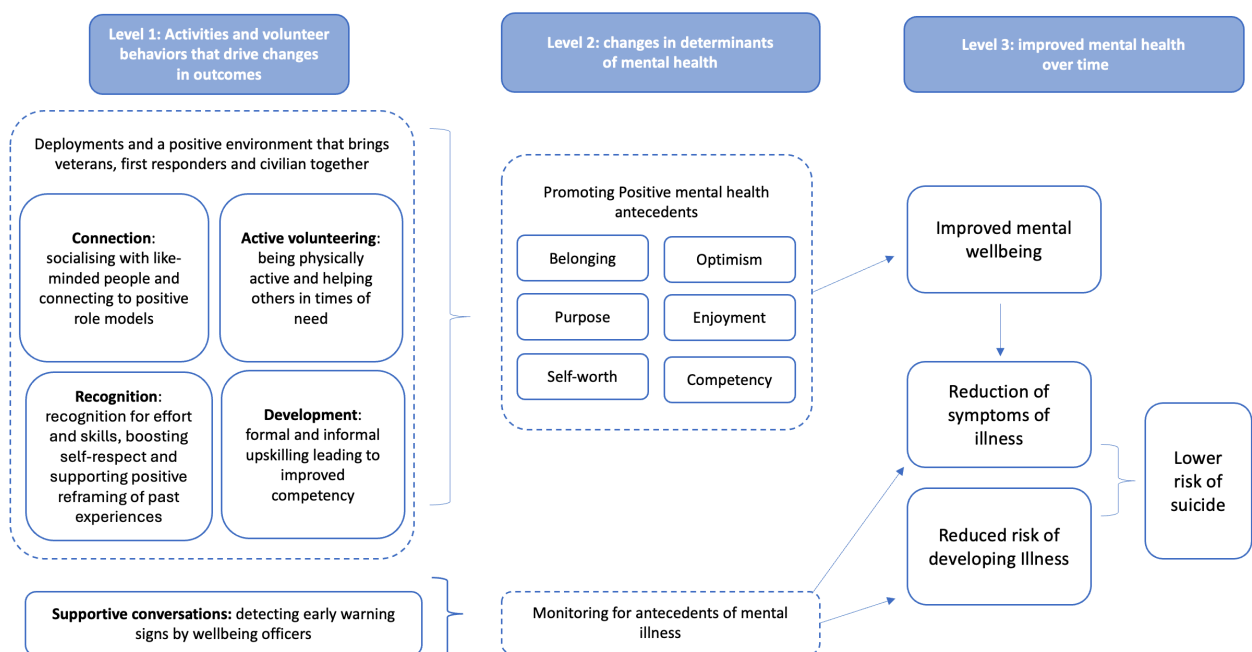 Level 1: Activities and volunteer
behaviors that drive changes
in outcomes
Level 2: changes in determinants
of mental health
Level 3: improved mental health
over time
Deployments and a positive environment that brings
veterans, first responders and civilian together
Connection:
socialising with like-
minded people and
connecting to positive
role models
Active volunteering:
being physically
active and helping
others in times of
need
Recognition:
recognition for effort
and skills, boosting
self-respect and
supporting positive
reframing of past
experiences
Development:
formal and informal
upskilling leading to
improved
competency
Supportive conversations: detecting early warning
signs by wellbeing officers
Promoting Positive mental health
antecedents
Belonging
Optimism
Purpose
Enjoyment
Self-worth
Competency
Monitoring for antecedents of mental
illness
Improved mental
wellbeing
Reduction of
symptoms of
illness
Reduced risk of
developing Illness
Lower
risk of
suicide